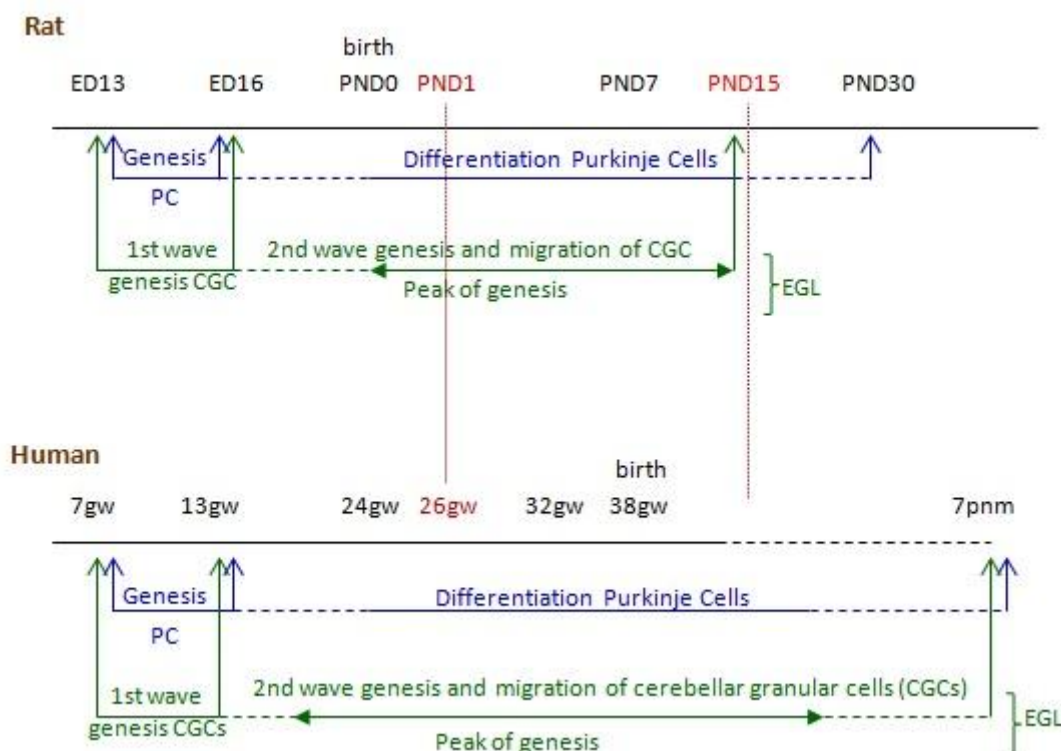 Rat
birth
ED13 ED16 PND0 PND1 PND7 PND15 PND30
Genesis Differentiation Purkinje Cells
PC
1st wave 2nd wave genesis and migration of CGC
genesis CGC Peak of genesis EGL
Human
birth
7gw 13gw 24gw 26gw 32gw 38gw 7pnm
Genesis Differentiation Purkinje Cells
PC
1st wave 2nd wave genesis and migration of cerebellar granular cells (CGCs)
genesis CGCs Peak of genesis EGL